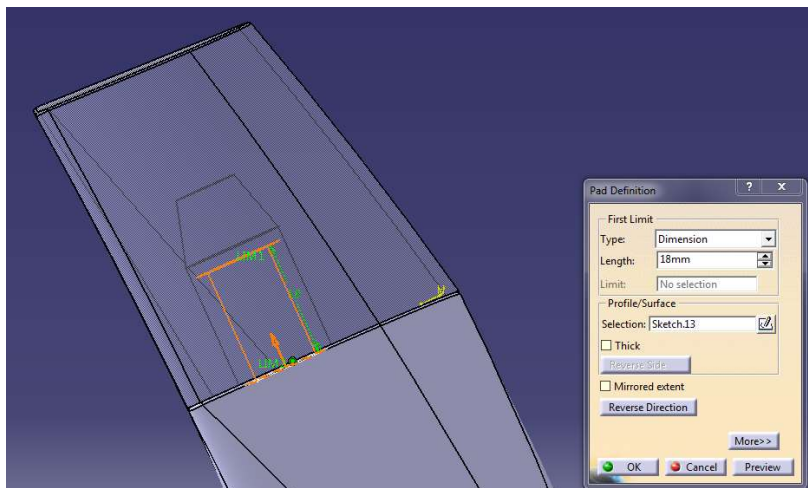 Pad Definition
First Limit
Type: Dimension
Length: 18mm
Limit: No selection
Profile/Surface
Selection: Sketch.13
Thick
Reverse Side
Mirrored extent
Reverse Direction
More>>
OK Cancel Preview
LIM1